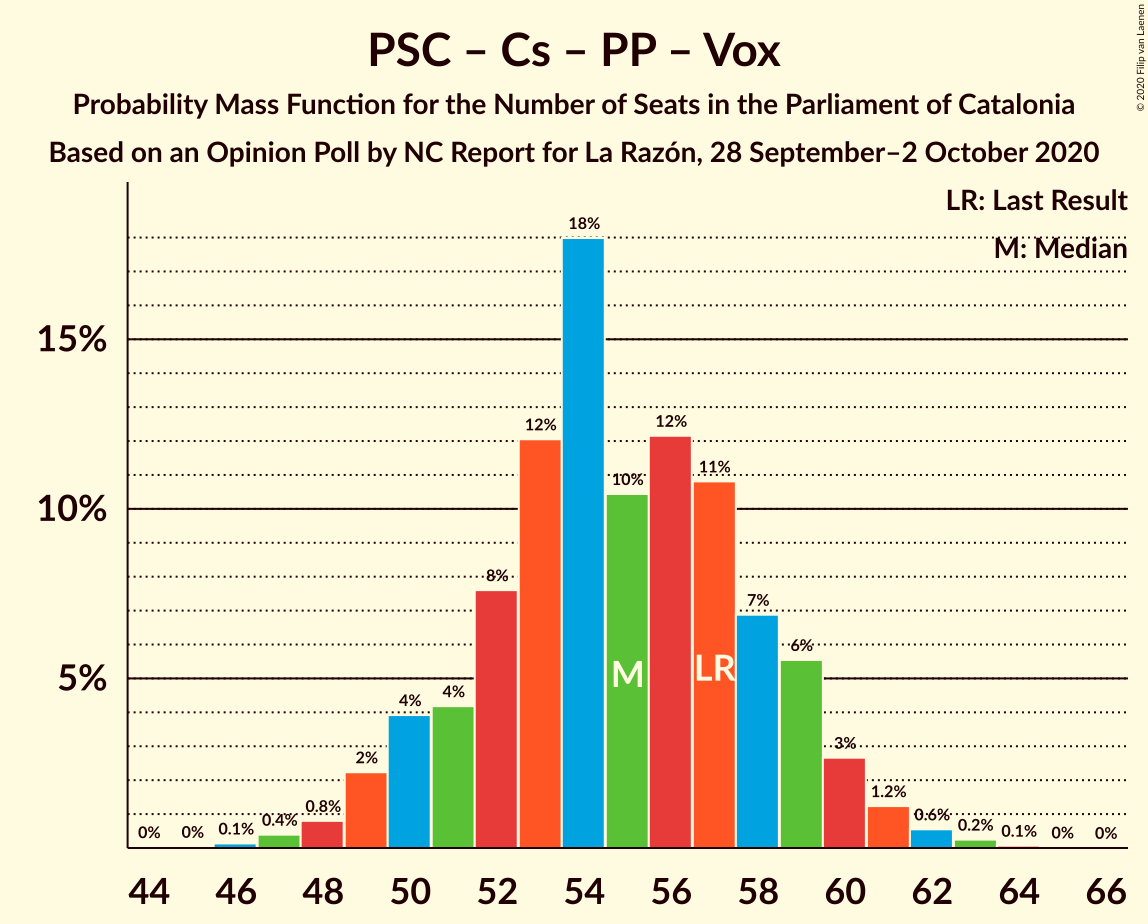 PSC – Cs – PP – Vox
Probability Mass Function for the Number of Seats in the Parliament of Catalonia
Based on an Opinion Poll by NC Report for La Razón, 28 September–2 October 2020
© 2020 Filip van Laenen
LR: Last Result
M: Median
18%
15%
12%
12%
11%
10%
10%
8%
7%
6%
M
LR
5%
4%
4%
3%
2%
1.2%
0.8%
0.6%
0.4%
0.2%
0% 0% 0.1% 0.1% 0% 0%
44 46 48 50 52 54 56 58 60 62 64 66